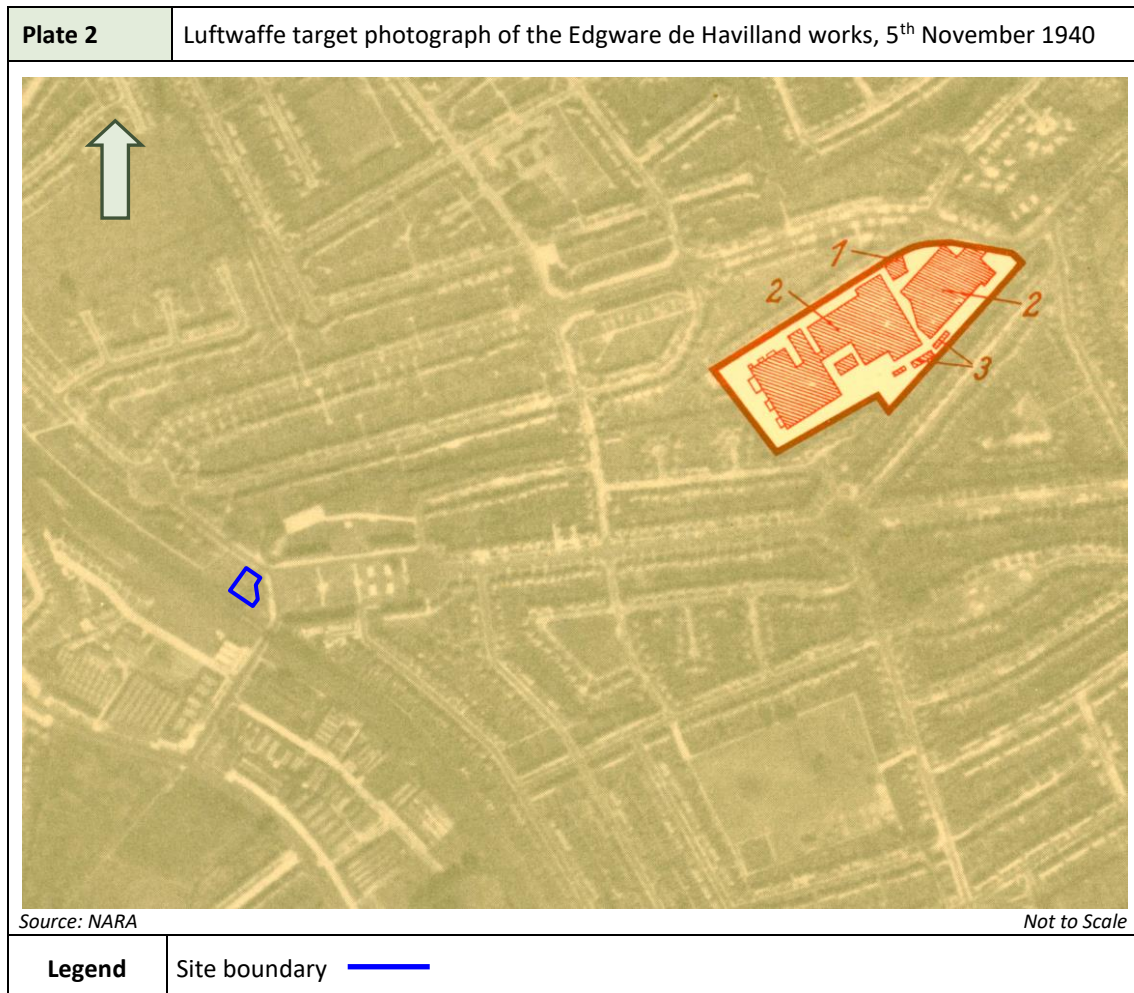 Plate 2
Luftwaffe target photograph of the Edgware de Havilland works, 5th November 1940
1
2
2
3
Source: NARA
Not to Scale
Legend
Site boundary